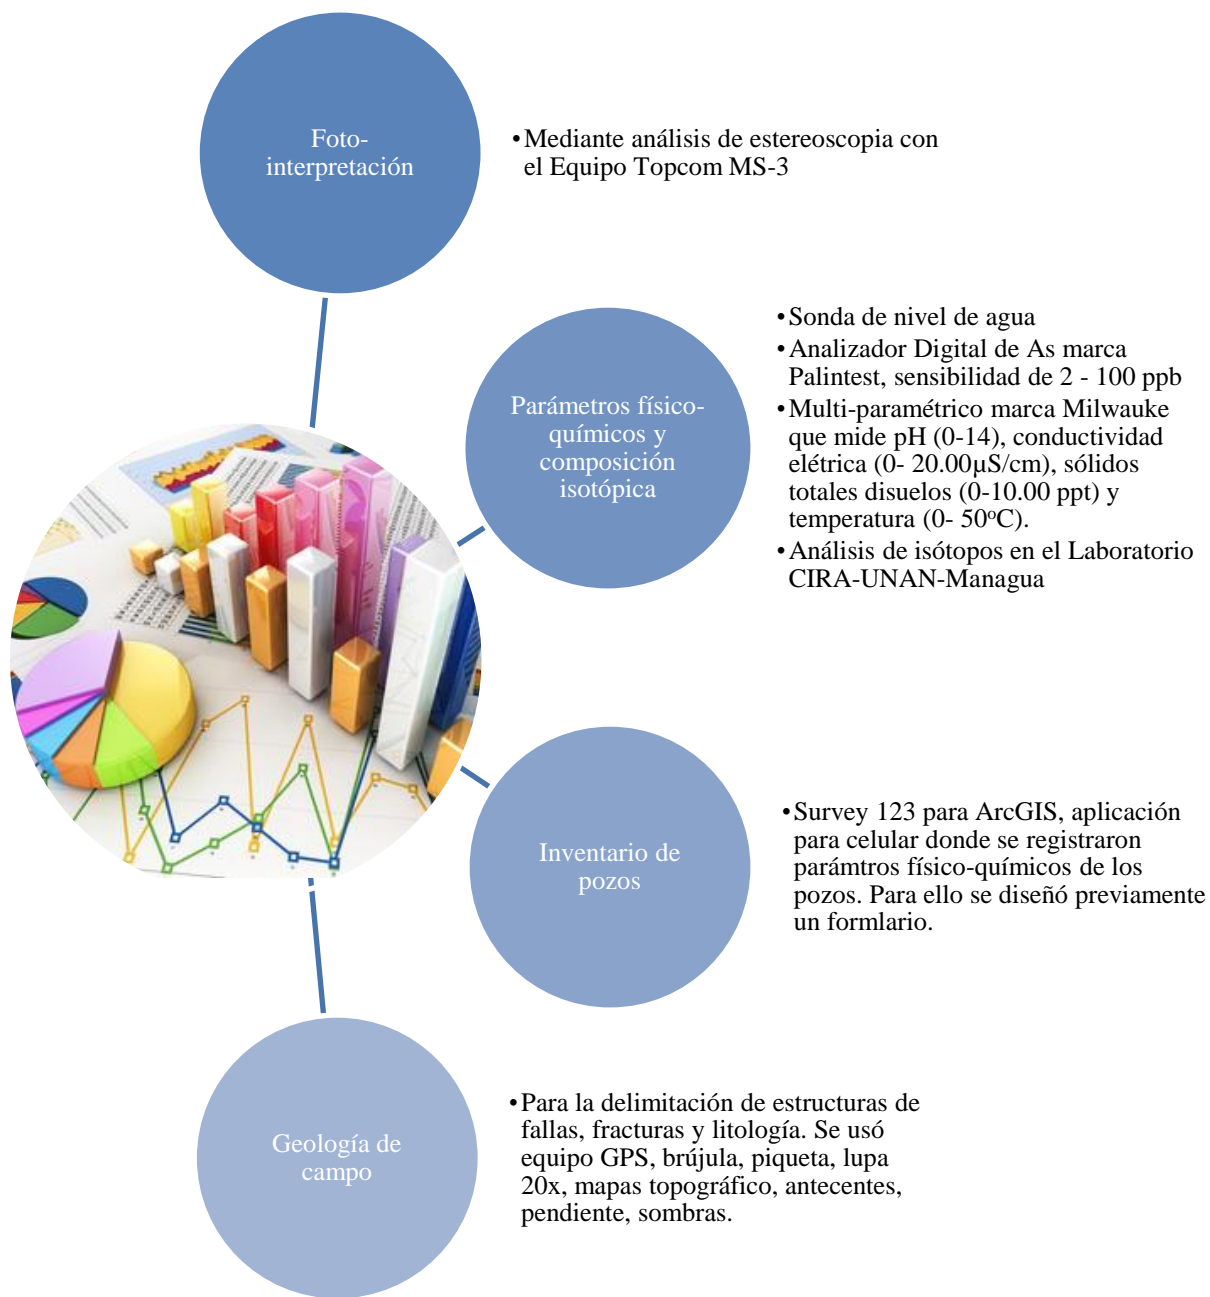 Foto-
interpretación
•Mediante análisis de estereoscopia con
el Equipo Topcom MS-3
Parámetros físico-
químicos y
composición
isotópica
•Sonda de nivel de agua
•Analizador Digital de As marca
Palintest, sensibilidad de 2 - 100 ppb
•Multi-paramétrico marca Milwauke
que mide pH (0-14), conductividad
elétrica (0- 20.00µS/cm), sólidos
totales disuelos (0-10.00 ppt) y
temperatura (0- 50ºC).
•Análisis de isótopos en el Laboratorio
CIRA-UNAN-Managua
Inventario de
pozos
•Survey 123 para ArcGIS, aplicación
para celular donde se registraron
parámtros físico-químicos de los
pozos. Para ello se diseñó previamente
un formlario.
Geología de
campo
•Para la delimitación de estructuras de
fallas, fracturas y litología. Se usó
equipo GPS, brújula, piqueta, lupa
20x, mapas topográfico, antecentes,
pendiente, sombras.